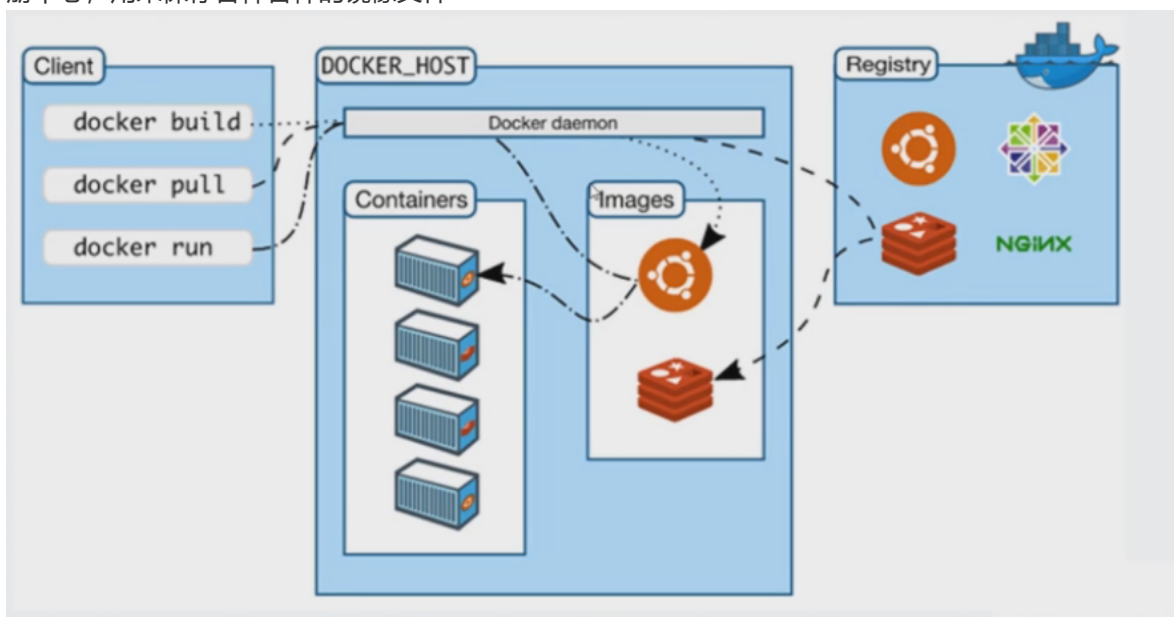 Client
docker build
docker pull
docker run
DOCKER_HOST
Docker daemon
Containers
Images
Registry
NGiNX